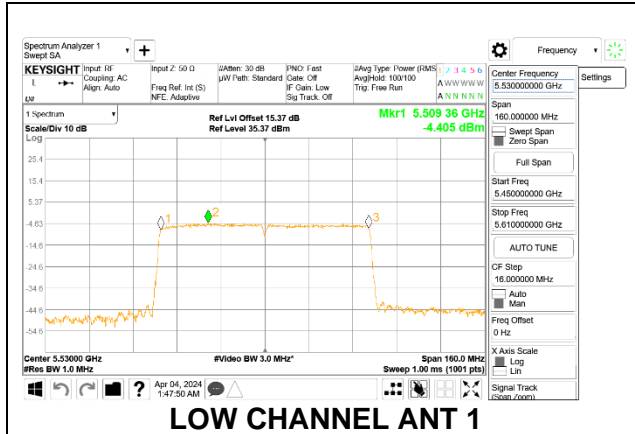 Spectrum Analyzer 1
Swept SA
+
Frequency
KEYSIGHT
Input: RF
Coupling: AC
Align: Auto
Input Z: 50 Ω
Freq Ref: Int (S)
NFE: Adaptive
#Atten: 30 dB
µW Path: Standard
PNO: Fast
Gate: Off
IF Gain: Low
Sig Track: Off
#Avg Type: Power (RMS
Avg|Hold: 100/100
Trig: Free Run
1 2 3 4 5 6
A W W W W W
A N N N N N
L
1 Spectrum
Scale/Div 10 dB
Log
Ref Lvl Offset 15.37 dB
Ref Level 35.37 dBm
Mkr1 5.509 36 GHz
-4.405 dBm
25.4
15.4
5.37
-4.63
-14.6
-24.6
-34.6
-44.6
-54.6
1
2
3
Center 5.53000 GHz
#Res BW 1.0 MHz
#Video BW 3.0 MHz*
Span 160.0 MHz
Sweep 1.00 ms (1001 pts)
?
Apr 04, 2024
1:47:50 AM
Center Frequency
5.530000000 GHz
Settings
Span
160.000000 MHz
Swept Span
Zero Span
Full Span
Start Freq
5.450000000 GHz
Stop Freq
5.610000000 GHz
AUTO TUNE
CF Step
16.000000 MHz
Auto
Man
Freq Offset
0 Hz
X Axis Scale
Log
Lin
Signal Track
(Span Zoom)
LOW CHANNEL ANT 1